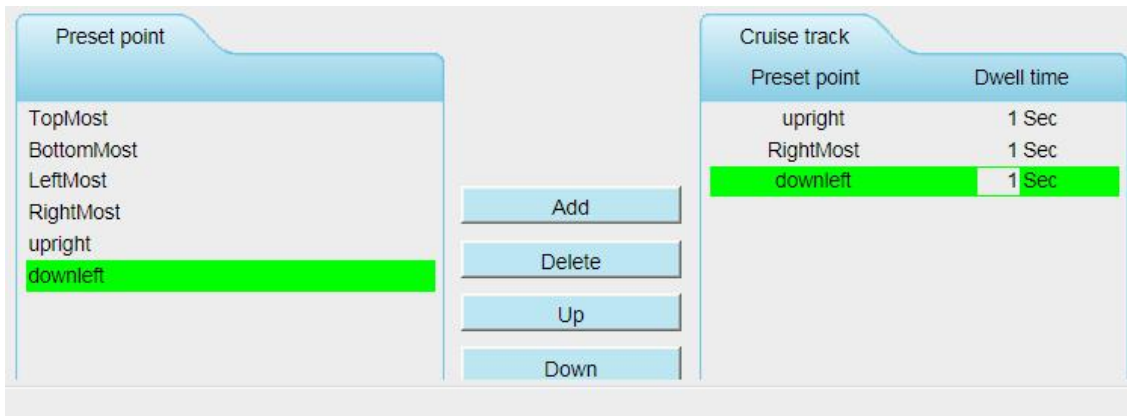 Preset point
TopMost
BottomMost
LeftMost
RightMost
upright
downleft
Add
Delete
Up
Down
Cruise track
Preset point Dwell time
upright 1 Sec
RightMost 1 Sec
downleft 1 Sec